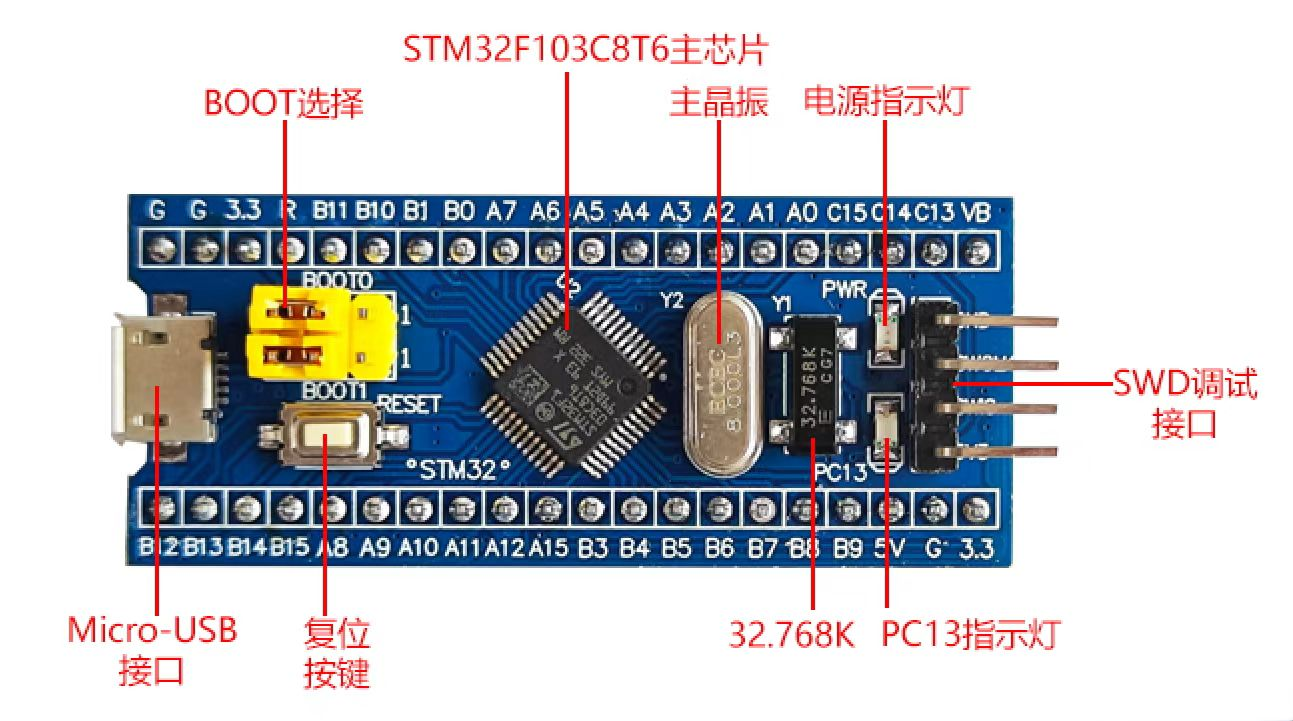 STM32F103C8T6主芯片
BOOT选择
主晶振
电源指示灯
G G 3.3 R B11 B10 B1 B0 A7 A6 A5 A4 A3 A2 A1 A0 C15 C14 C13 VB
BOOT0
Y2
Y1
PWR
1
1
BOOT1
RESET
°STM32°
BCEC
8.000L3
32.768K
CG7
PC13
SWD调试
接口
B12 B13 B14 B15 A8 A9 A10 A11 A12 A15 B3 B4 B5 B6 B7 B8 B9 5V G 3.3
Micro-USB
接口
复位
按键
32.768K
PC13指示灯